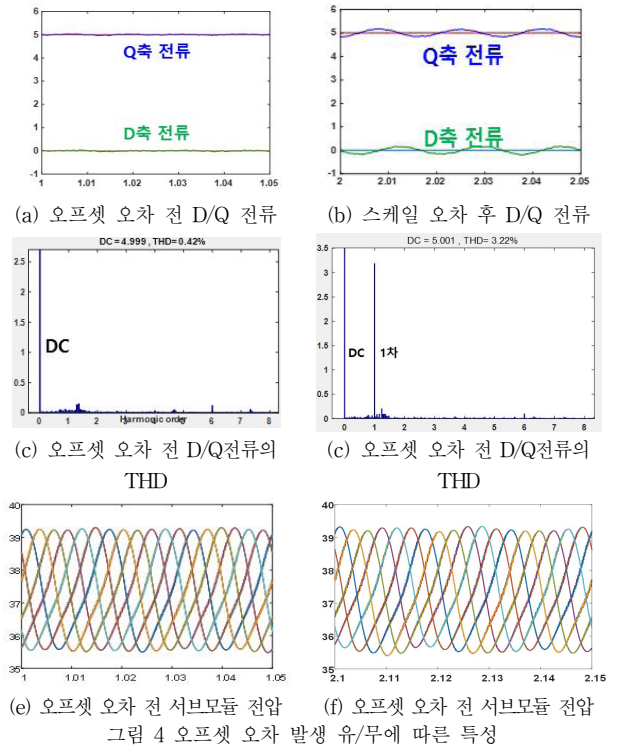 6
5
4
3
2
1
0
-1
Q축 전류
D축 전류
1 1.01 1.02 1.03 1.04 1.05
(a) 오프셋 오차 전 D/Q 전류
6
5
4
3
2
1
0
-1
Q축 전류
D축 전류
2 2.01 2.02 2.03 2.04 2.05
(b) 스케일 오차 후 D/Q 전류
DC = 4.999 , THD= 0.42%
2.5
2
1.5
1
0.5
0
DC
0 1 2 3 4 5 6 7 8
Harmonic order
(c) 오프셋 오차 전 D/Q전류의
THD
DC = 5.001 , THD= 3.22%
3.5
3
2.5
2
1.5
1
0.5
0
DC 1차
0 1 2 3 4 5 6 7 8
(c) 오프셋 오차 전 D/Q전류의
THD
40
39
38
37
36
35
1 1.01 1.02 1.03 1.04 1.05
(e) 오프셋 오차 전 서브모듈 전압
40
39
38
37
36
35
2.1 2.11 2.12 2.13 2.14 2.15
(f) 오프셋 오차 전 서브모듈 전압
그림 4 오프셋 오차 발생 유/무에 따른 특성